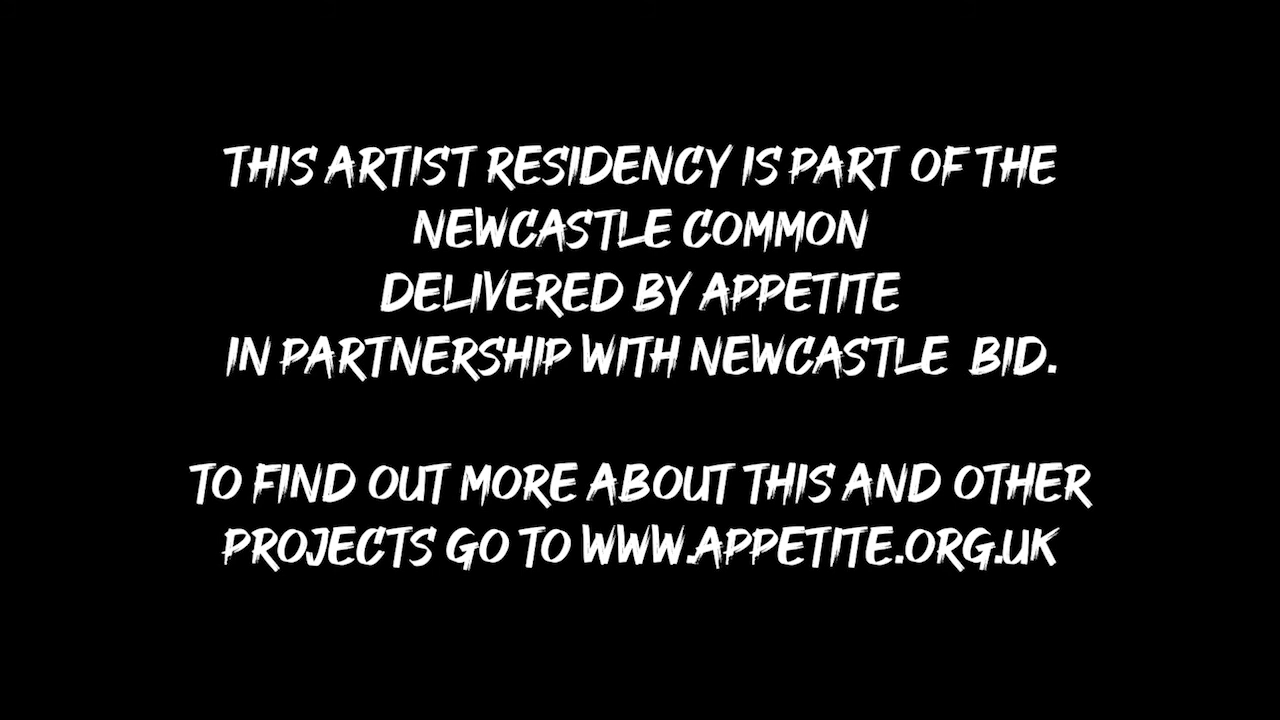 THIS ARTIST RESIDENCY IS PART OF THE
NEWCASTLE COMMON
DELIVERED BY APPETITE
IN PARTNERSHIP WITH NEWCASTLE BID.
TO FIND OUT MORE ABOUT THIS AND OTHER
PROJECTS GO TO WWW.APPETITE.ORG.UK